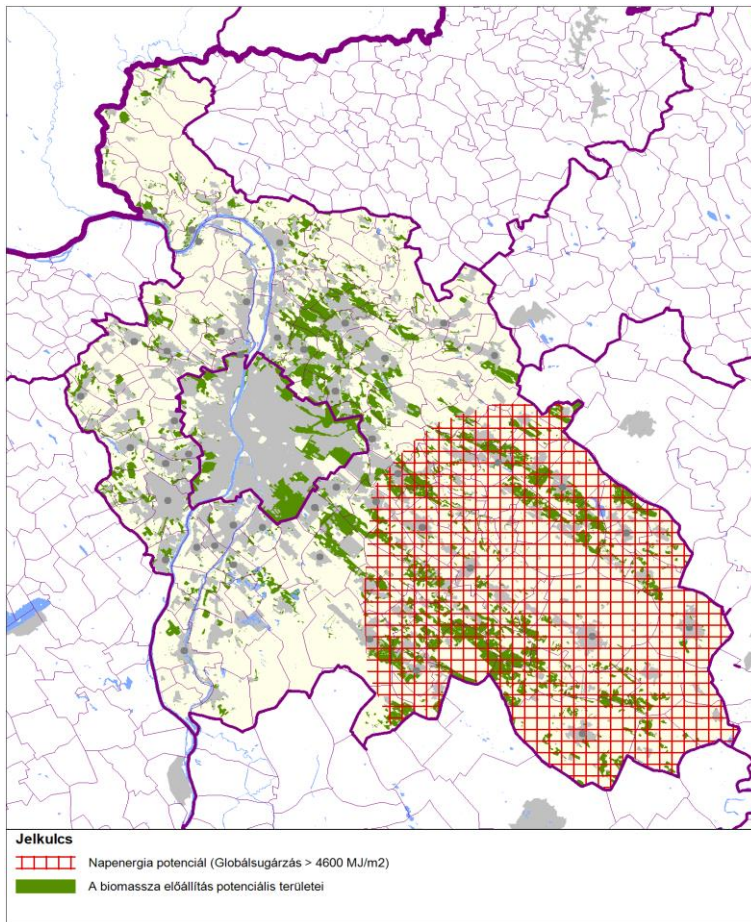 Jelkulcs
Napenergia potenciál (Globálsugárzás > 4600 MJ/m2)
A biomassza előállítás potenciális területei